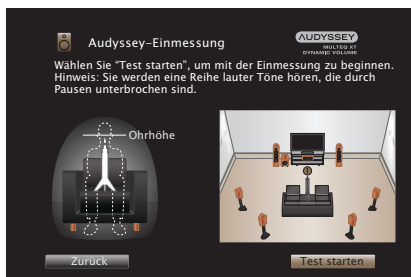 Audyssey-Einmessung
AUDYSSEY
MULTEQ XT
DYNAMIC VOLUME
Wählen Sie “Test starten”, um mit der Einmessung zu beginnen.
Hinweis: Sie werden eine Reihe lauter Töne hören, die durch
Pausen unterbrochen sind.
Ohrhöhe
Zurück
Test starten